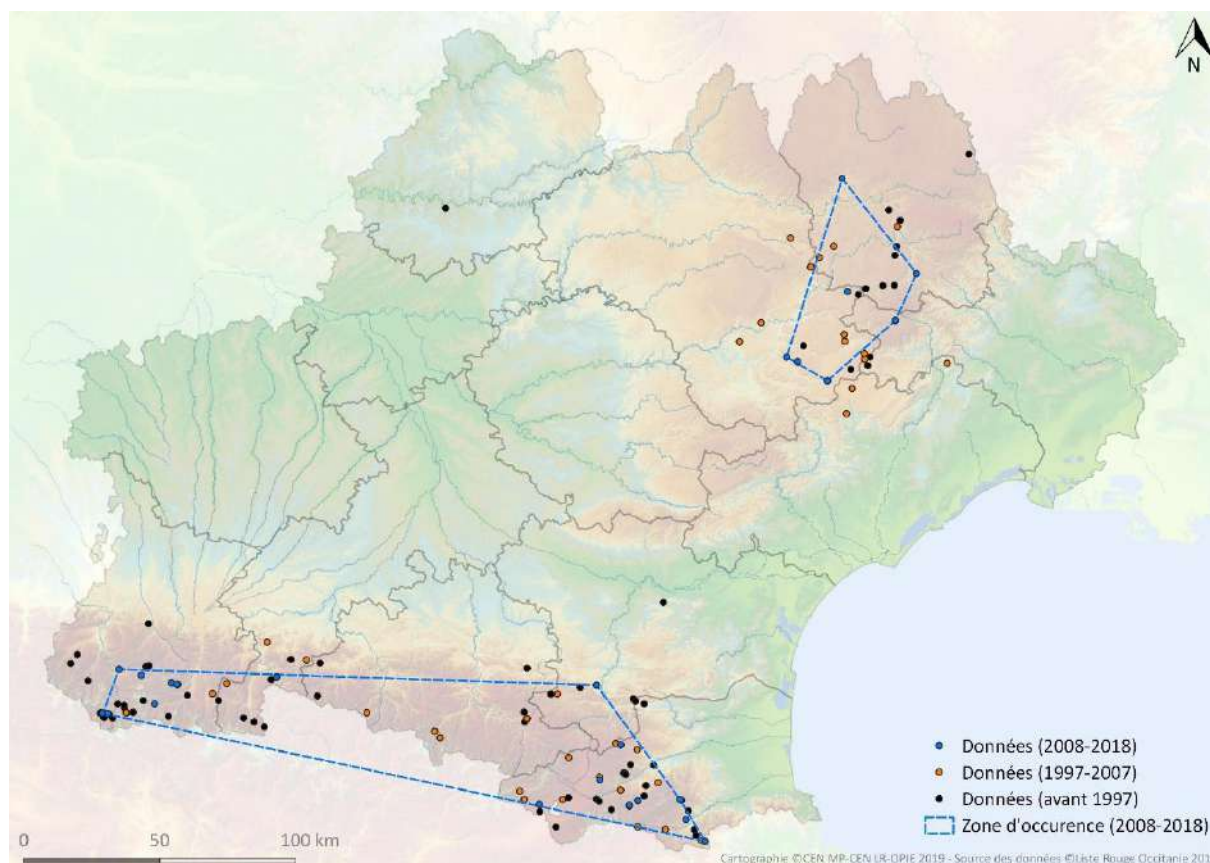 N
Données (2008-2018)
Données (1997-2007)
Données (avant 1997)
Zone d'occurence (2008-2018)
0 50 100 km
Cartographie ©CEN MP-CEN LR-OPIE 2019 - Source des données ©Liste Rouge Occitanie